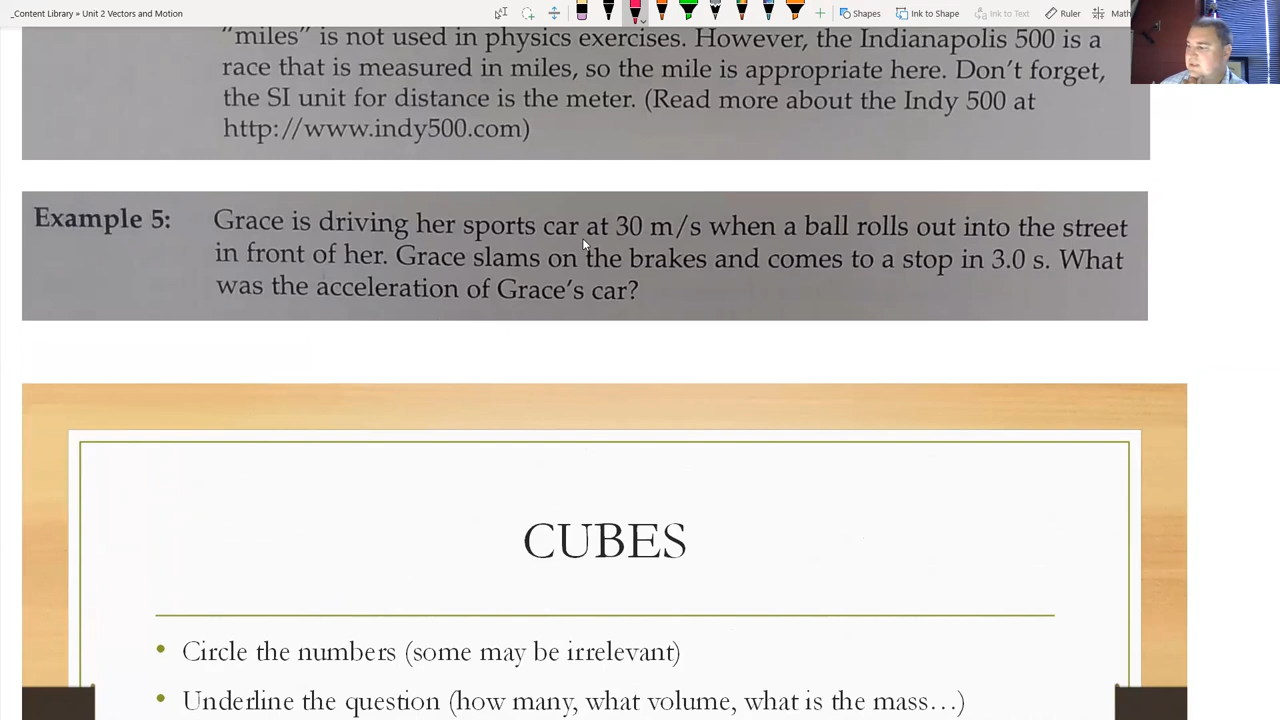 _Content Library » Unit 2 Vectors and Motion
Shapes
Ink to Shape
Ink to Text
Ruler
Math
"miles" is not used in physics exercises. However, the Indianapolis 500 is a
race that is measured in miles, so the mile is appropriate here. Don't forget,
the SI unit for distance is the meter. (Read more about the Indy 500 at
http://www.indy500.com)
Example 5: Grace is driving her sports car at 30 m/s when a ball rolls out into the street
in front of her. Grace slams on the brakes and comes to a stop in 3.0 s. What
was the acceleration of Grace's car?
CUBES
• Circle the numbers (some may be irrelevant)
• Underline the question (how many, what volume, what is the mass…)